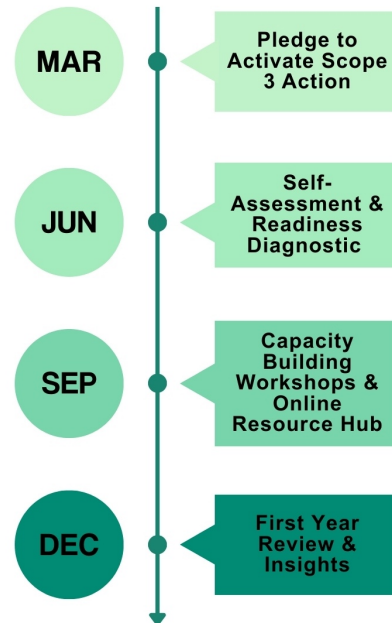 MAR
Pledge to
Activate Scope
3 Action
JUN
Self-
Assessment &
Readiness
Diagnostic
SEP
Capacity
Building
Workshops &
Online
Resource Hub
DEC
First Year
Review &
Insights